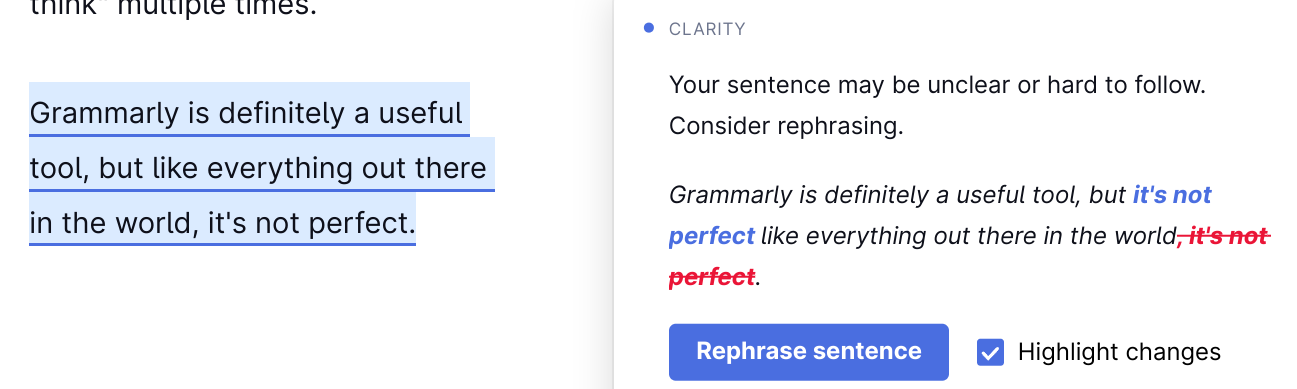 think" multiple times.
Grammarly is definitely a useful
tool, but like everything out there
in the world, it's not perfect.
CLARITY
Your sentence may be unclear or hard to follow.
Consider rephrasing.
Grammarly is definitely a useful tool, but it's not
perfect like everything out there in the world, it's not
perfect.
Rephrase sentence
Highlight changes